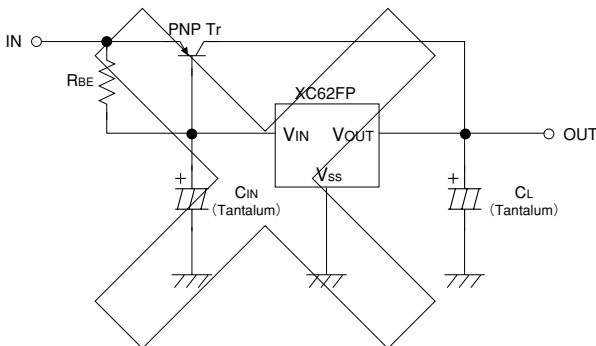 PNP Tr
IN
RBE
XC62FP
VIN
VOUT
OUT
VSS
+
CIN
(Tantalum)
+
CL
(Tantalum)